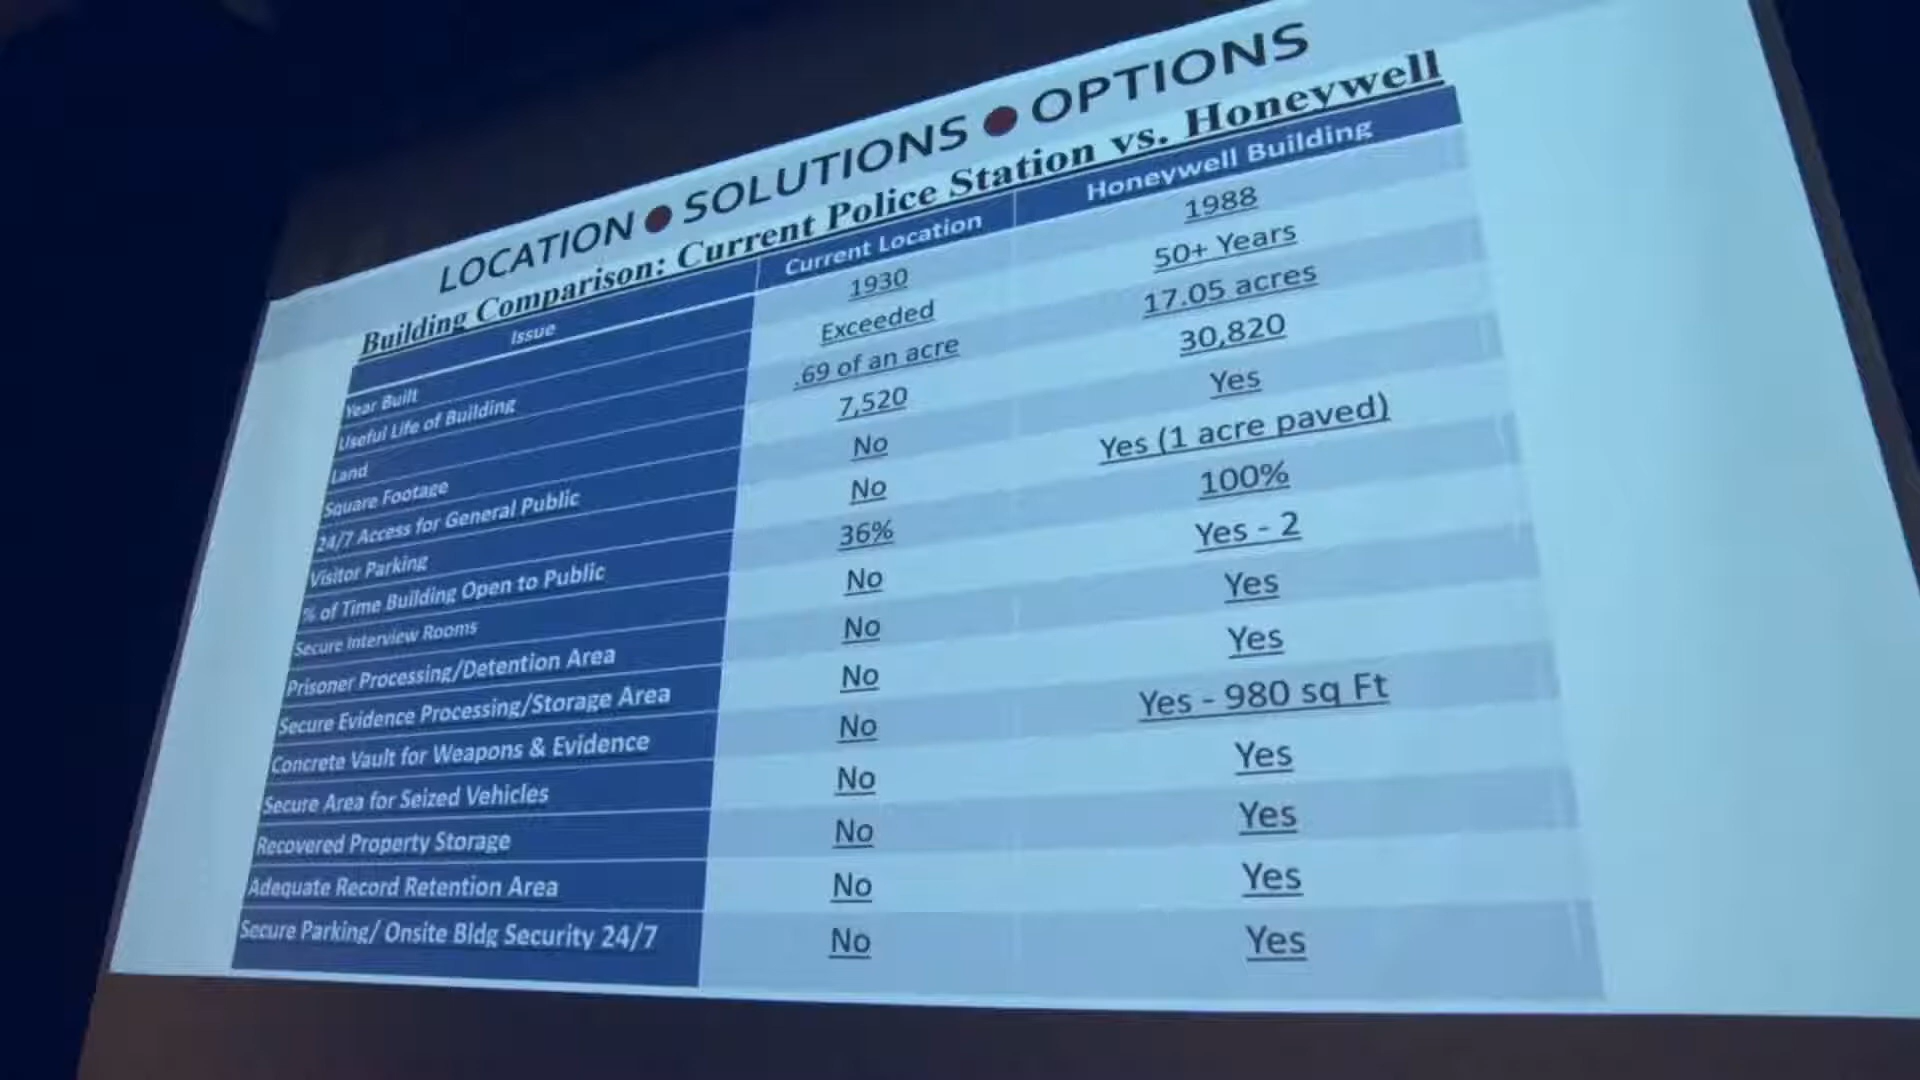 LOCATION ● SOLUTIONS ● OPTIONS
Building Comparison: Current Police Station vs. Honeywell
Issue Current Location Honeywell Building
Year Built 1930 1988
Useful Life of Building Exceeded 50+ Years
Land .69 of an acre 17.05 acres
Square Footage 7,520 30,820
24/7 Access for General Public No Yes
Visitor Parking No Yes (1 acre paved)
% of Time Building Open to Public 36% 100%
Secure Interview Rooms No Yes - 2
Prisoner Processing/Detention Area No Yes
Secure Evidence Processing/Storage Area No Yes
Concrete Vault for Weapons & Evidence No Yes - 980 sq Ft
Secure Area for Seized Vehicles No Yes
Recovered Property Storage No Yes
Adequate Record Retention Area No Yes
Secure Parking/ Onsite Bldg Security 24/7 No Yes